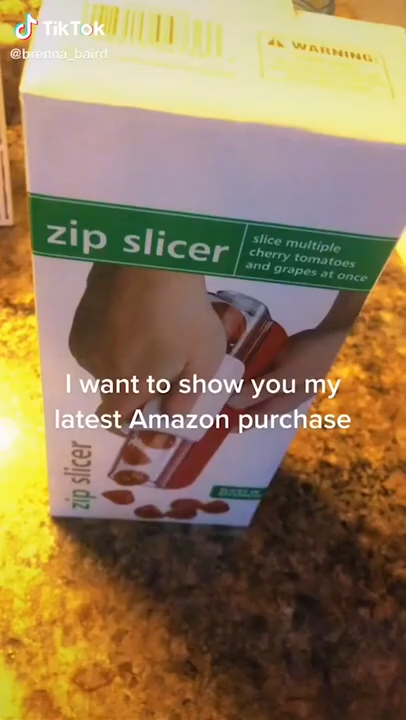 TikTok
@brenna_baird
WARNING:
zip slicer
slice multiple
cherry tomatoes
and grapes at once
I want to show you my
latest Amazon purchase
zip slicer